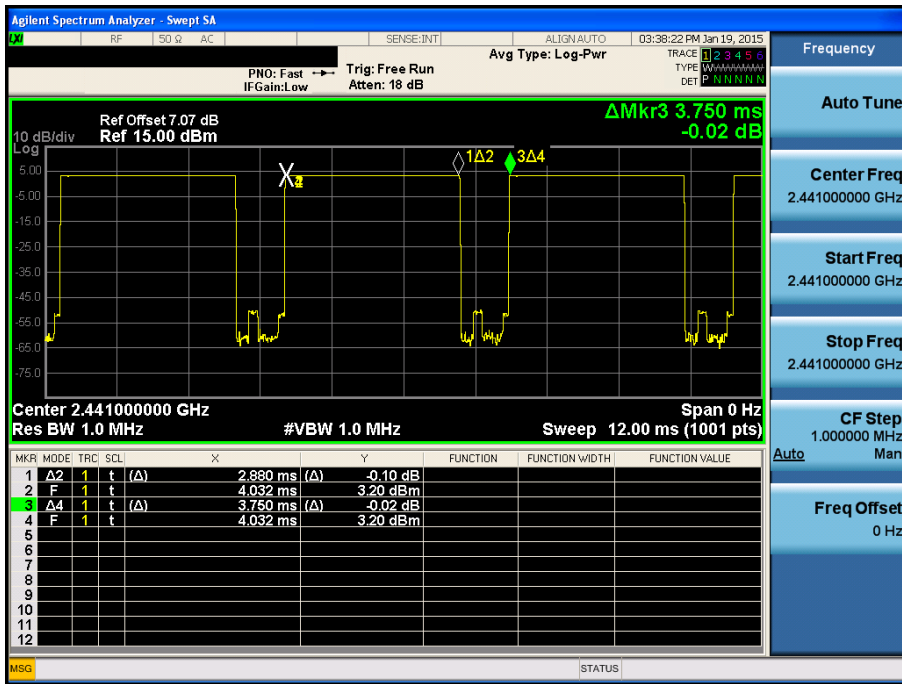 Agilent Spectrum Analyzer - Swept SA
LXI RF 50 Ω AC SENSE:INT ALIGN AUTO 03:38:22 PM Jan 19, 2015
Frequency
Avg Type: Log-Pwr
TRACE 1 2 3 4 5 6
PNO: Fast Trig: Free Run
TYPE W
IFGain:Low Atten: 18 dB
DET P N N N N N
Auto Tune
ΔMkr3 3.750 ms
-0.02 dB
Ref Offset 7.07 dB
10 dB/div Ref 15.00 dBm
Log
5.00
-5.00
-15.0
-25.0
-35.0
-45.0
-55.0
-65.0
-75.0
1Δ2 3Δ4
Center Freq
2.441000000 GHz
Start Freq
2.441000000 GHz
Stop Freq
2.441000000 GHz
Center 2.441000000 GHz Span 0 Hz
Res BW 1.0 MHz #VBW 1.0 MHz Sweep 12.00 ms (1001 pts)
CF Step
1.000000 MHz
Auto Man
MKR MODE TRC SCL X Y FUNCTION FUNCTION WIDTH FUNCTION VALUE
1 Δ2 1 t (Δ) 2.880 ms (Δ) -0.10 dB
2 F 1 t 4.032 ms 3.20 dBm
3 Δ4 1 t (Δ) 3.750 ms (Δ) -0.02 dB
4 F 1 t 4.032 ms 3.20 dBm
5
6
7
8
9
10
11
12
Freq Offset
0 Hz
MSG STATUS